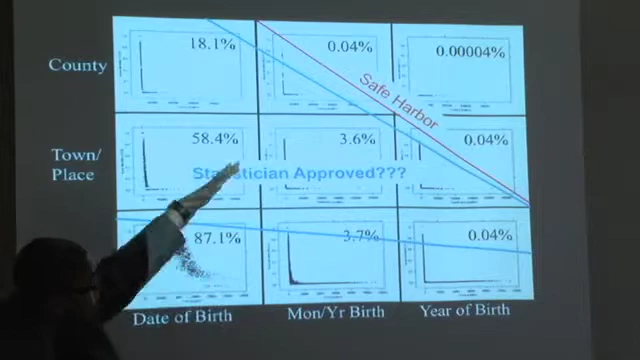 County
18.1%
0.04%
0.00004%
Safe Harbor
Town/
Place
58.4%
3.6%
0.04%
Statistician Approved???
87.1%
3.7%
0.04%
Date of Birth
Mon/Yr Birth
Year of Birth